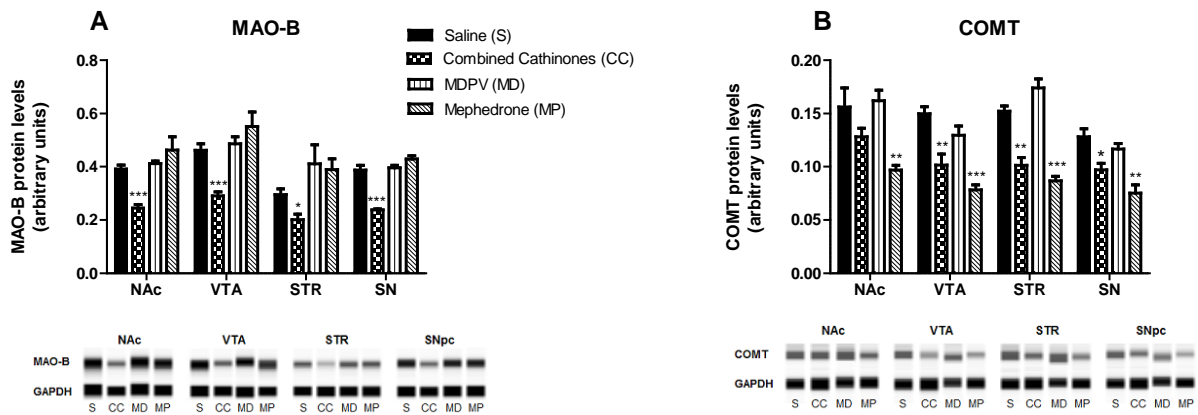 A
MAO-B
Saline (S)
Combined Cathinones (CC)
MDPV (MD)
Mephedrone (MP)
MAO-B protein levels
(arbitrary units)
0.8
0.6
0.4
0.2
0.0
*** *** * ***
NAc VTA STR SN
NAc VTA STR SNpc
MAO-B
GAPDH
S CC MD MP S CC MD MP S CC MD MP S CC MD MP
B
COMT
COMT protein levels
(arbitrary units)
0.20
0.15
0.10
0.05
0.00
** ** *** ** *** * **
NAc VTA STR SN
NAc VTA STR SNpc
COMT
GAPDH
S CC MD MP S CC MD MP S CC MD MP S CC MD MP